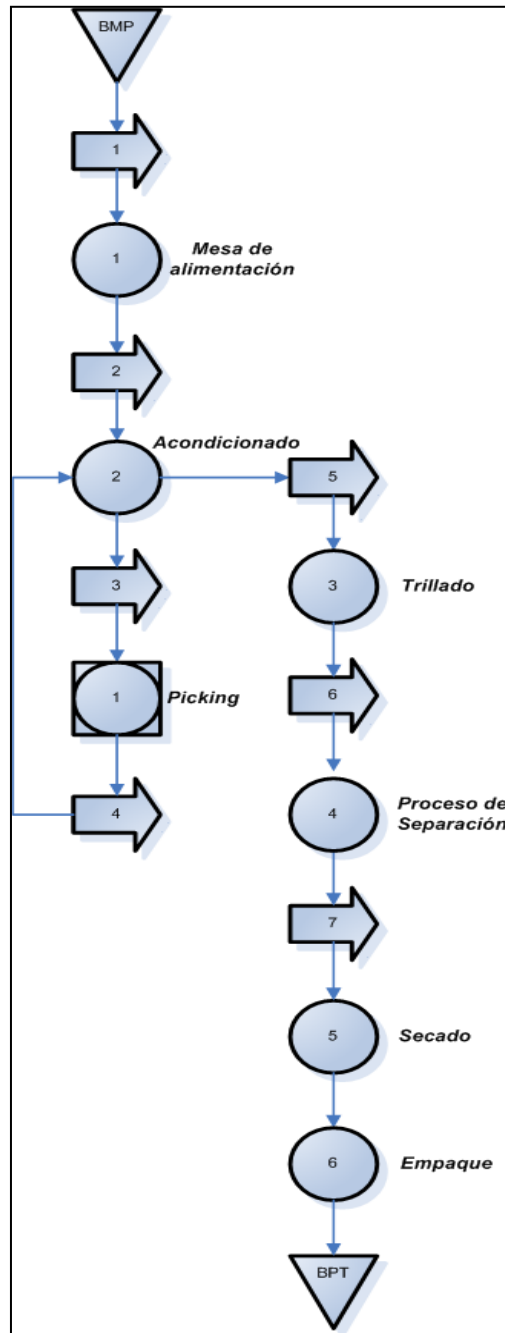 BMP
1
1
Mesa de
alimentación
2
2
Acondicionado
3
1
Picking
4
5
3
Trillado
6
4
Proceso de
Separación
7
5
Secado
6
Empaque
BPT